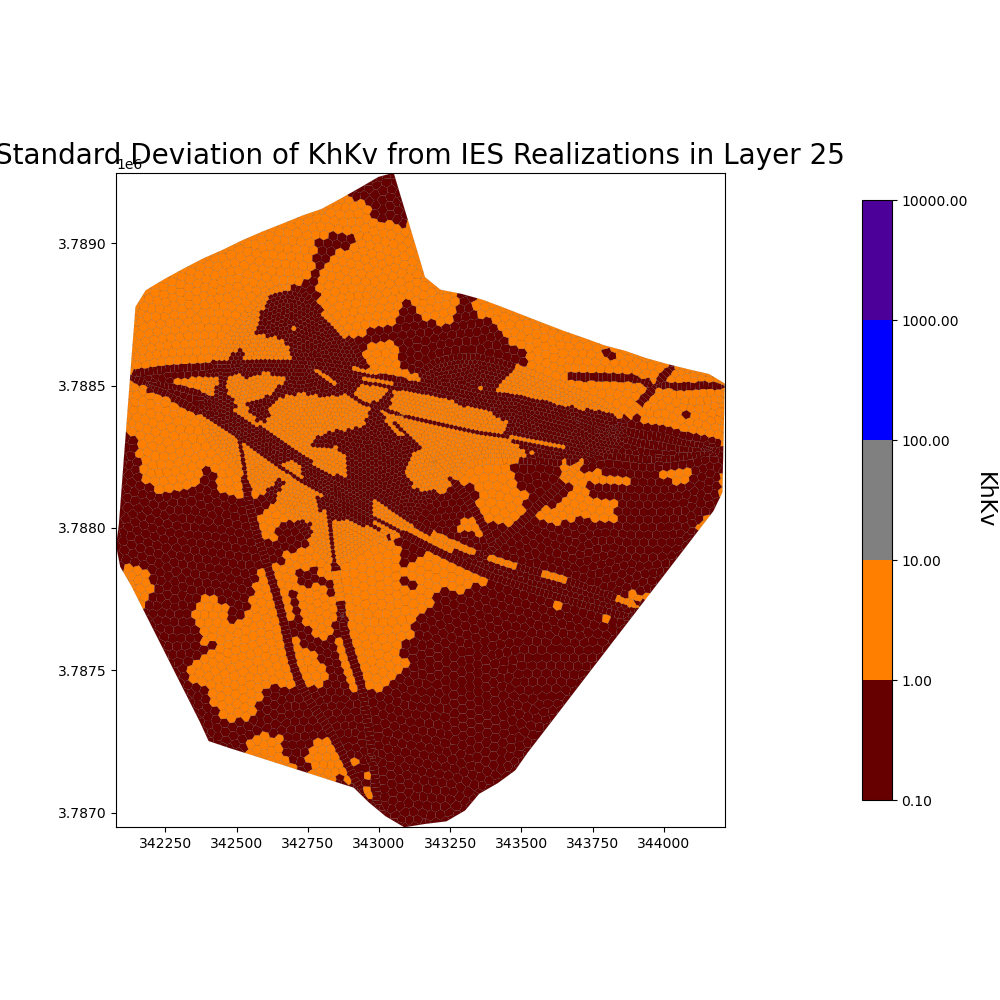 Standard Deviation of KhKv from IES Realizations in Layer 25
1e6
3.7890
3.7885
3.7880
3.7875
3.7870
342250 342500 342750 343000 343250 343500 343750 344000
10000.00
1000.00
100.00
10.00
1.00
0.10
KhKv